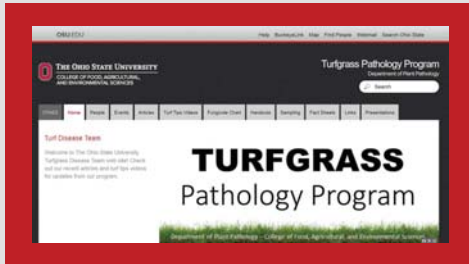 OSU.EDU
Help BuckeyeLink Map Find People Webmail Search Ohio State
THE OHIO STATE UNIVERSITY
COLLEGE OF FOOD, AGRICULTURAL,
AND ENVIRONMENTAL SCIENCES
Turfgrass Pathology Program
Department of Plant Pathology
Search
Home People Events Articles Turf Tips Videos Fungicide Chart Handouts Sampling Fact Sheets Links Presentations
Turf Disease Team
Welcome to The Ohio State University
Turfgrass Disease Team web site! Check
out our recent articles and turf tips videos
for updates from our program.
TURFGRASS
Pathology Program
Department of Plant Pathology - College of Food, Agricultural, and Environmental Sciences